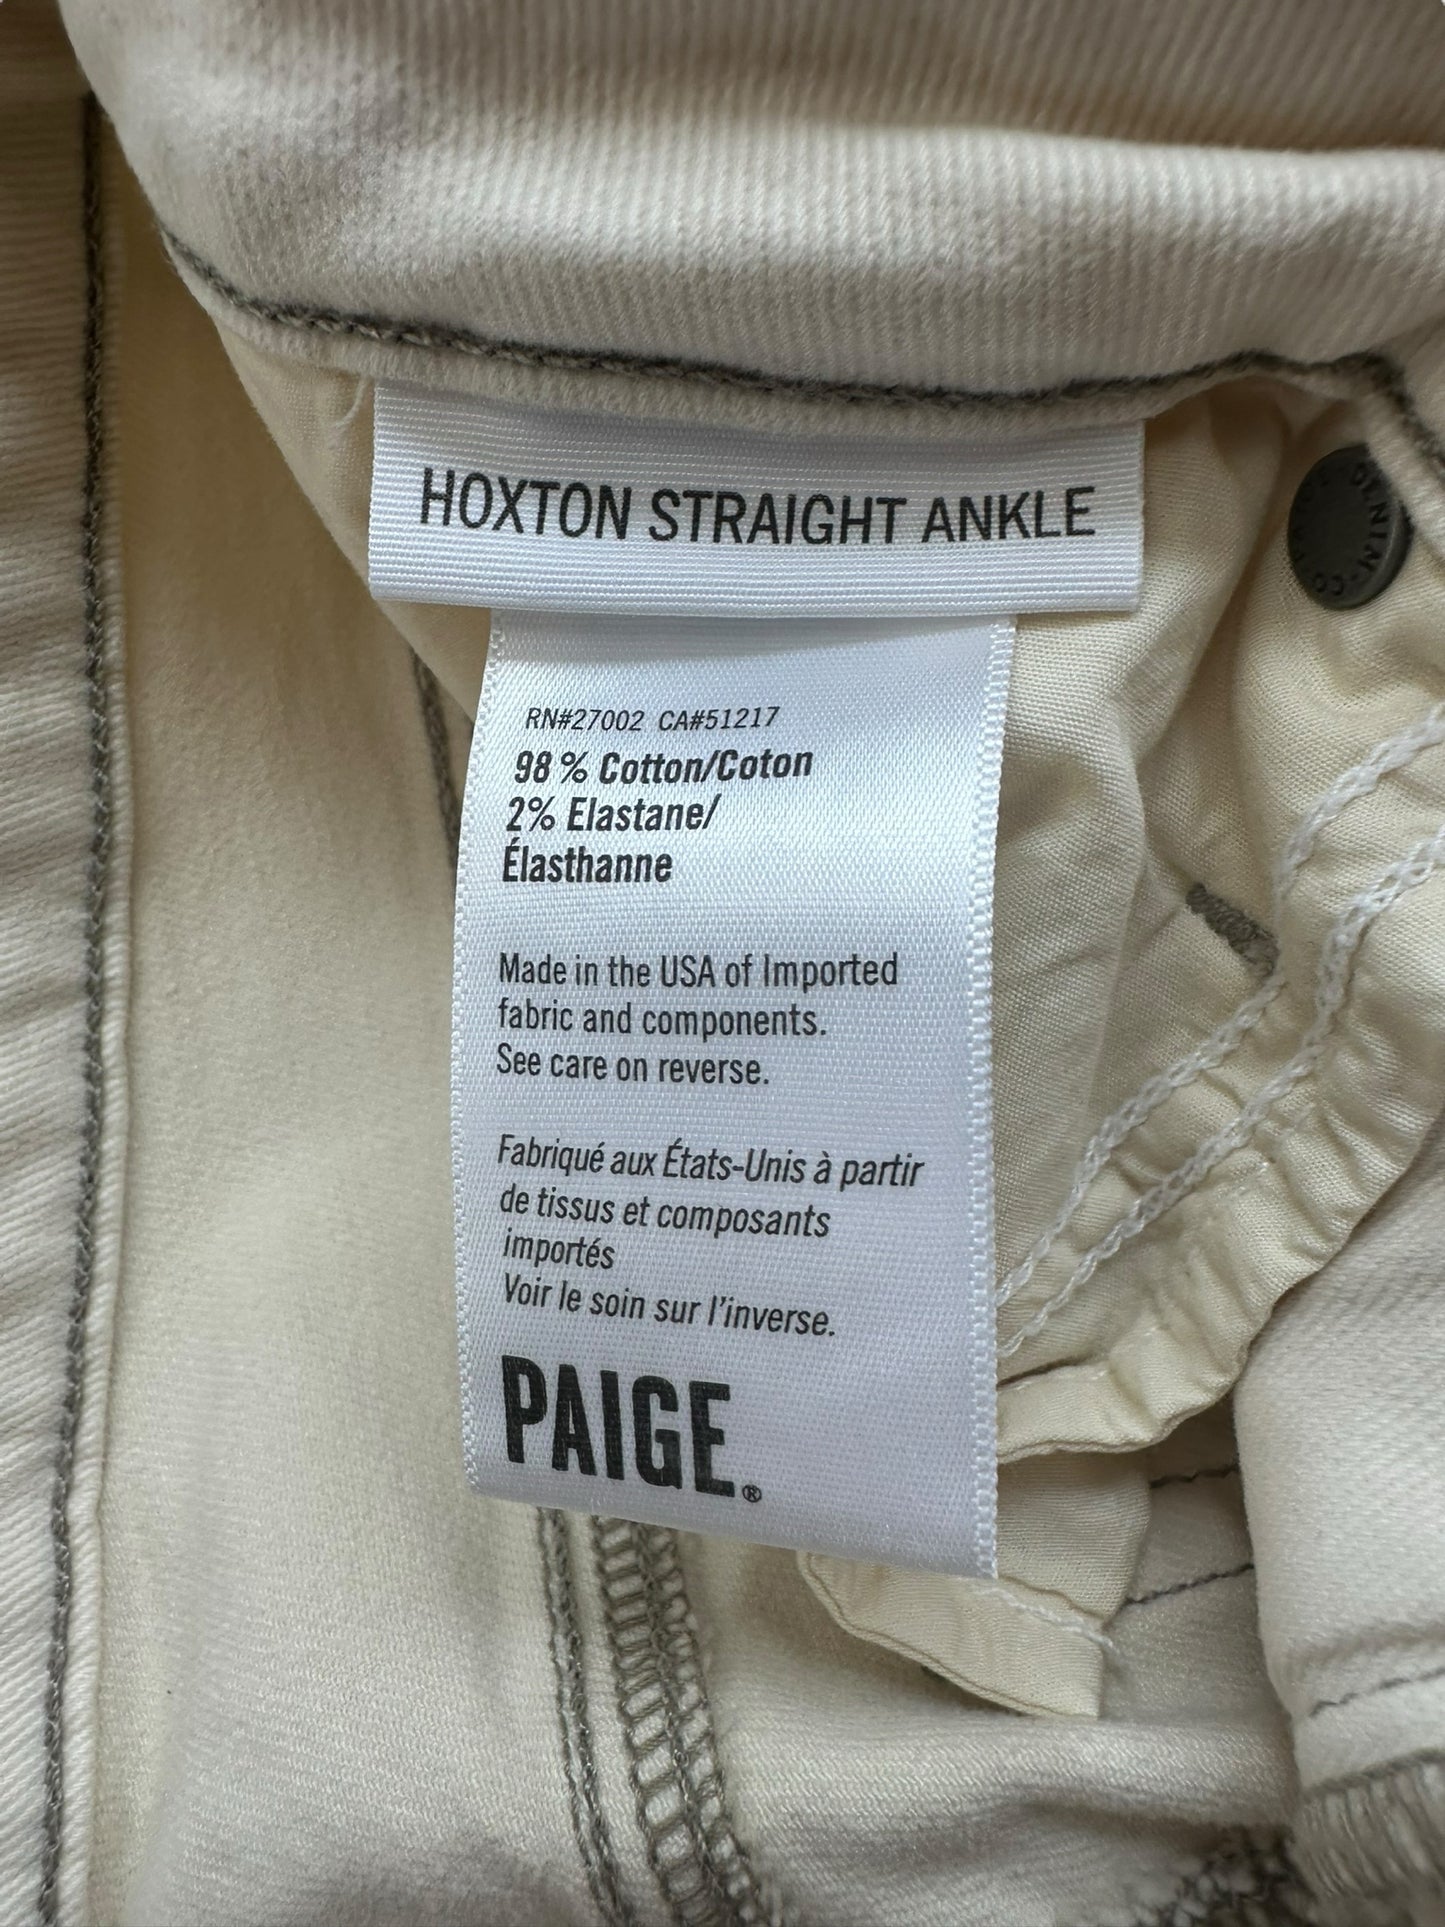 HOXTON STRAIGHT ANKLE
DENIM·CO
RN#27002 CA#51217
98% Cotton/Coton
2% Elastane/
Élasthanne
Made in the USA of Imported
fabric and components.
See care on reverse.
Fabriqué aux États-Unis à partir
de tissus et composants
importés
Voir le soin sur l'inverse.
PAIGE®